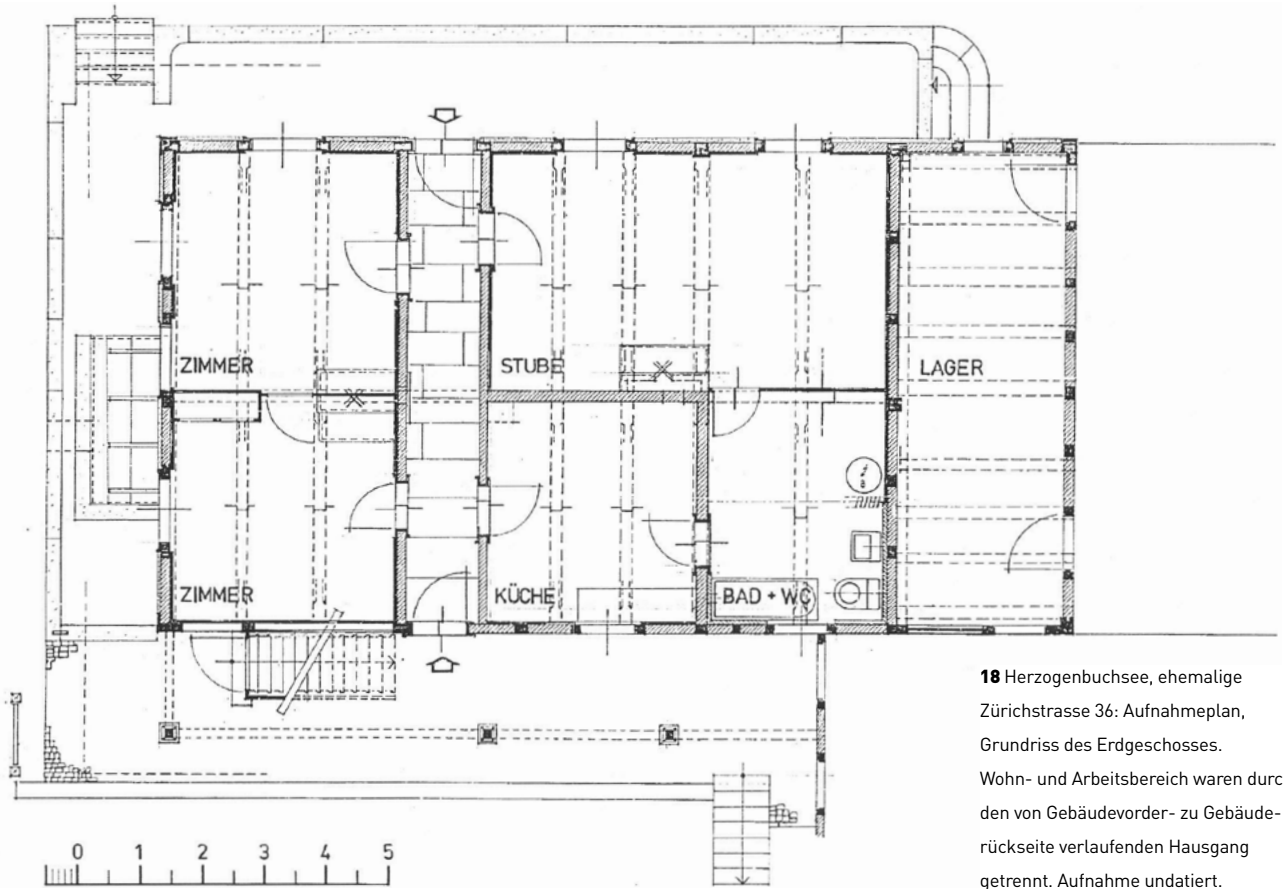 ZIMMER
STUBE
LAGER
ZIMMER
KÜCHE
BAD + WC
0 1 2 3 4 5
18 Herzogenbuchsee, ehemalige
Zürichstrasse 36: Aufnahmeplan,
Grundriss des Erdgeschosses.
Wohn- und Arbeitsbereich waren durc
den von Gebäudevorder- zu Gebäude-
rückseite verlaufenden Hausgang
getrennt. Aufnahme undatiert.